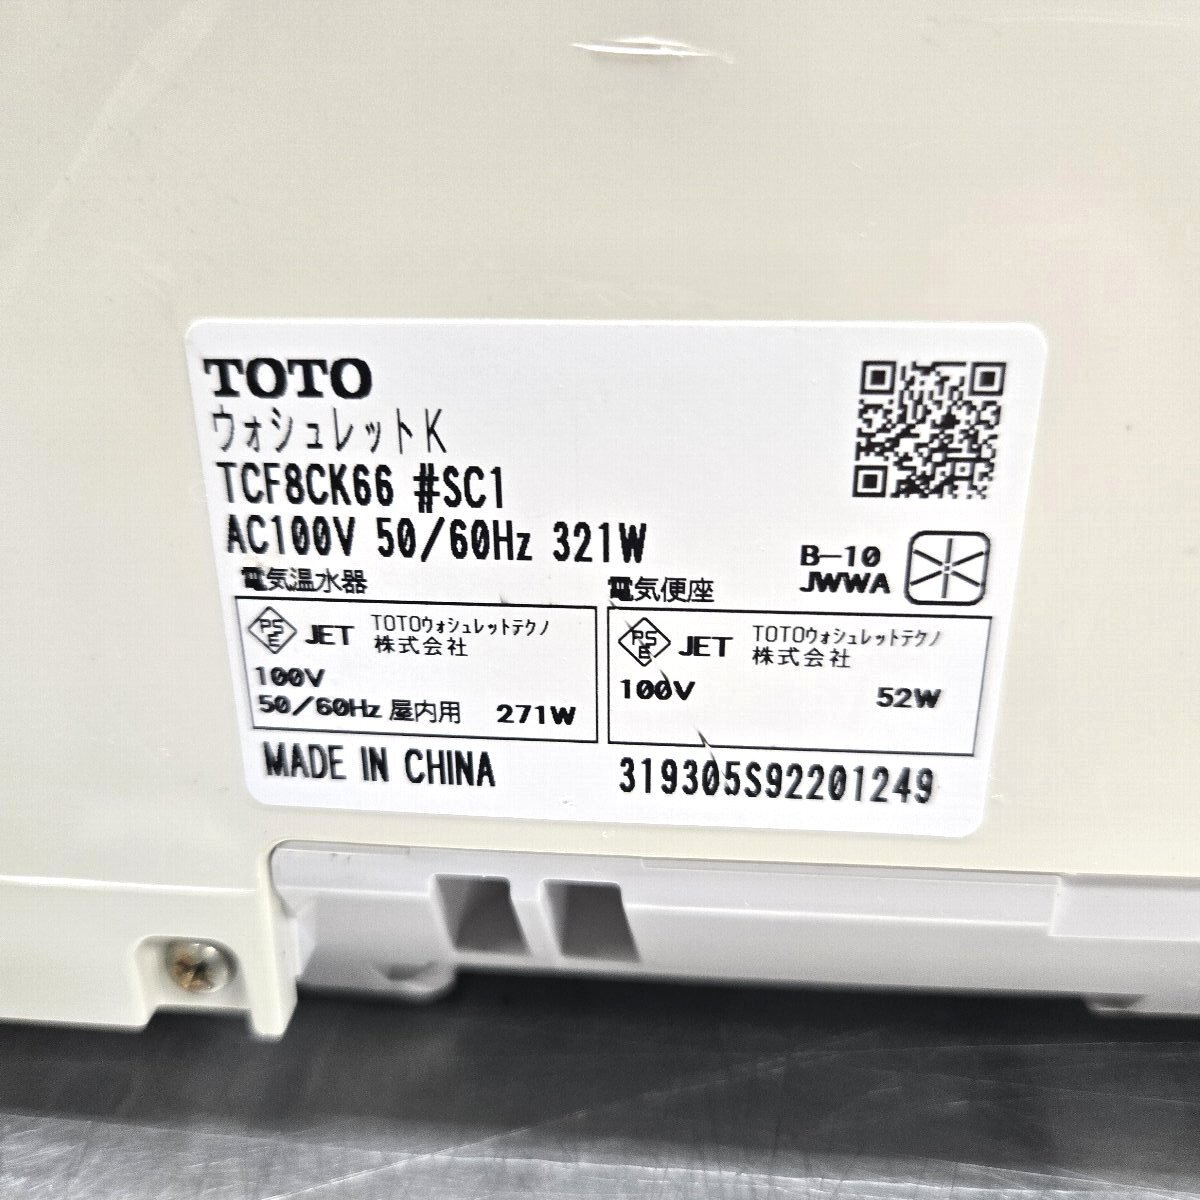 TOTO
ウォシュレットK
TCF8CK66 #SC1
AC100V 50/60Hz 321W
B-10
JWWA
電気温水器
PSE JET TOTOウォシュレットテクノ
株式会社
100V
50/60Hz 屋内用 271W
電気便座
PSE JET TOTOウォシュレットテクノ
株式会社
100V 52W
MADE IN CHINA
319305S92201249